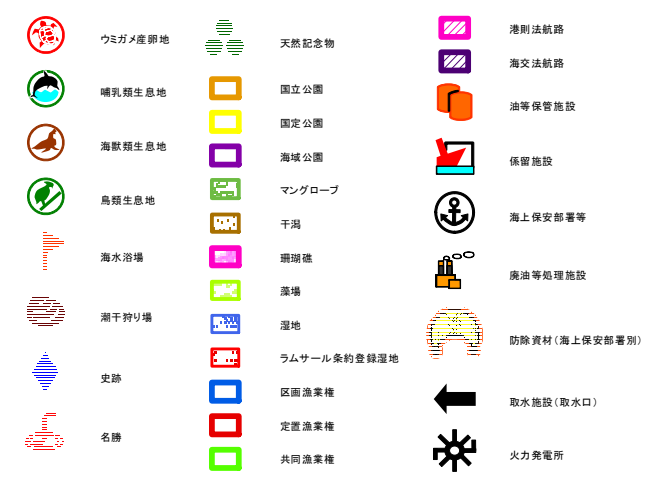 ウミガメ産卵地
哺乳類生息地
海獣類生息地
鳥類生息地
海水浴場
潮干狩り場
史跡
名勝
天然記念物
国立公園
国定公園
海域公園
マングローブ
干潟
珊瑚礁
藻場
湿地
ラムサール条約登録湿地
区画漁業権
定置漁業権
共同漁業権
港則法航路
海交法航路
油等保管施設
係留施設
海上保安部署等
廃油等処理施設
防除資材(海上保安部署別)
取水施設(取水口)
火力発電所